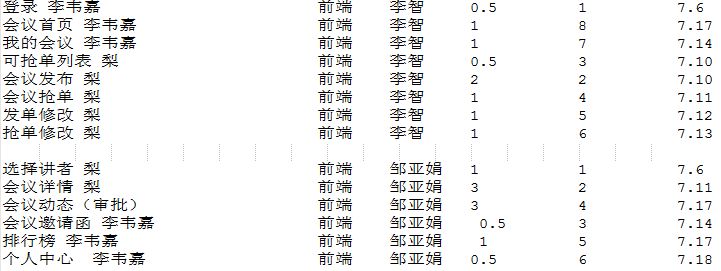 登录 李韦嘉 前端 李智 0.5 1 7.6
会议首页 李韦嘉 前端 李智 1 8 7.17
我的会议 李韦嘉 前端 李智 1 7 7.14
可抢单列表 梨 前端 李智 0.5 3 7.10
会议发布 梨 前端 李智 2 2 7.10
会议抢单 梨 前端 李智 1 4 7.11
发单修改 梨 前端 李智 1 5 7.12
抢单修改 梨 前端 李智 1 6 7.13
选择讲者 梨 前端 邹亚娟 1 1 7.6
会议详情 梨 前端 邹亚娟 3 2 7.11
会议动态（审批） 前端 邹亚娟 3 4 7.17
会议邀请函 李韦嘉 前端 邹亚娟 0.5 3 7.14
排行榜 李韦嘉 前端 邹亚娟 1 5 7.17
个人中心 李韦嘉 前端 邹亚娟 0.5 6 7.18